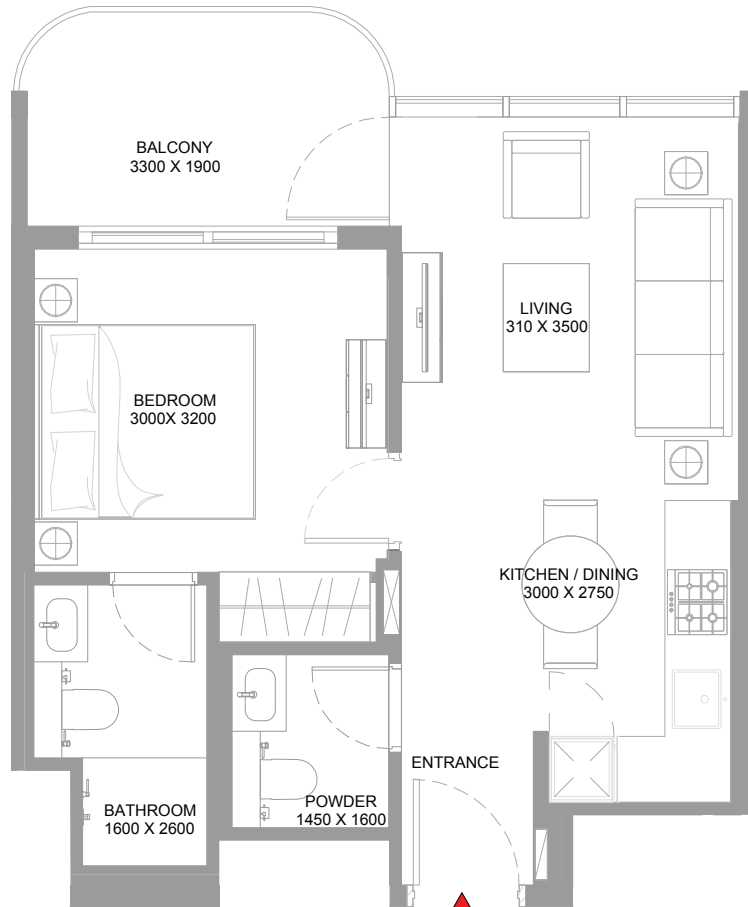 BALCONY
3300 X 1900
LIVING
310 X 3500
BEDROOM
3000X 3200
KITCHEN / DINING
3000 X 2750
ENTRANCE
BATHROOM
1600 X 2600
POWDER
1450 X 1600